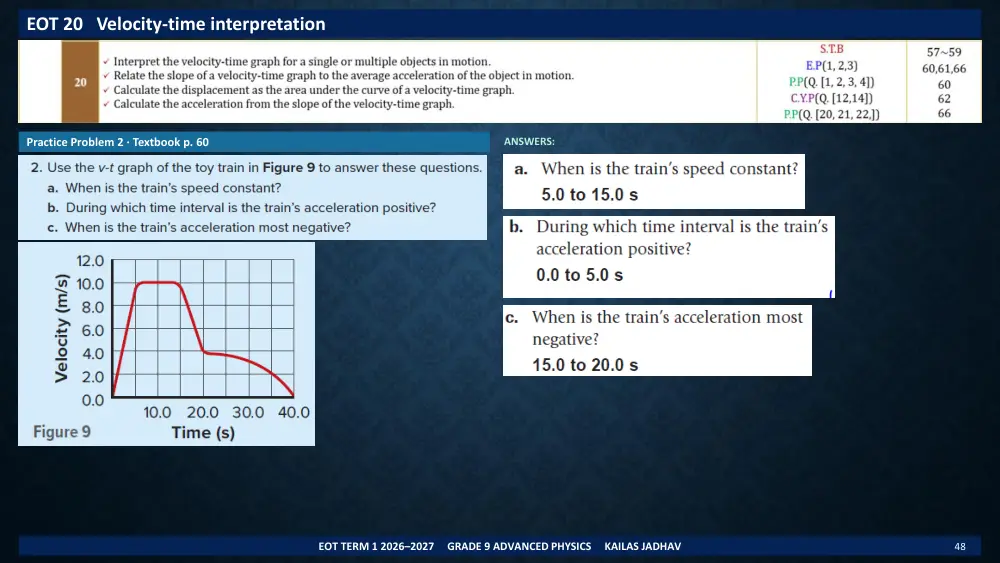 EOT 20 Velocity-time interpretation
20
✓ Interpret the velocity-time graph for a single or multiple objects in motion.
✓ Relate the slope of a velocity-time graph to the average acceleration of the object in motion.
✓ Calculate the displacement as the area under the curve of a velocity-time graph.
✓ Calculate the acceleration from the slope of the velocity-time graph.
S.T.B
E.P(1, 2,3)
P.P(Q. [1, 2, 3, 4])
C.Y.P(Q. [12,14])
P.P(Q. [20, 21, 22,])
57~59
60,61,66
60
62
66
Practice Problem 2 · Textbook p. 60
2. Use the v-t graph of the toy train in Figure 9 to answer these questions.
a. When is the train's speed constant?
b. During which time interval is the train's acceleration positive?
c. When is the train's acceleration most negative?
12.0
10.0
8.0
6.0
4.0
2.0
0.0
Velocity (m/s)
10.0 20.0 30.0 40.0
Figure 9
Time (s)
ANSWERS:
a. When is the train's speed constant?
5.0 to 15.0 s
b. During which time interval is the train's
acceleration positive?
0.0 to 5.0 s
c. When is the train's acceleration most
negative?
15.0 to 20.0 s
EOT TERM 1 2026–2027 GRADE 9 ADVANCED PHYSICS KAILAS JADHAV
48